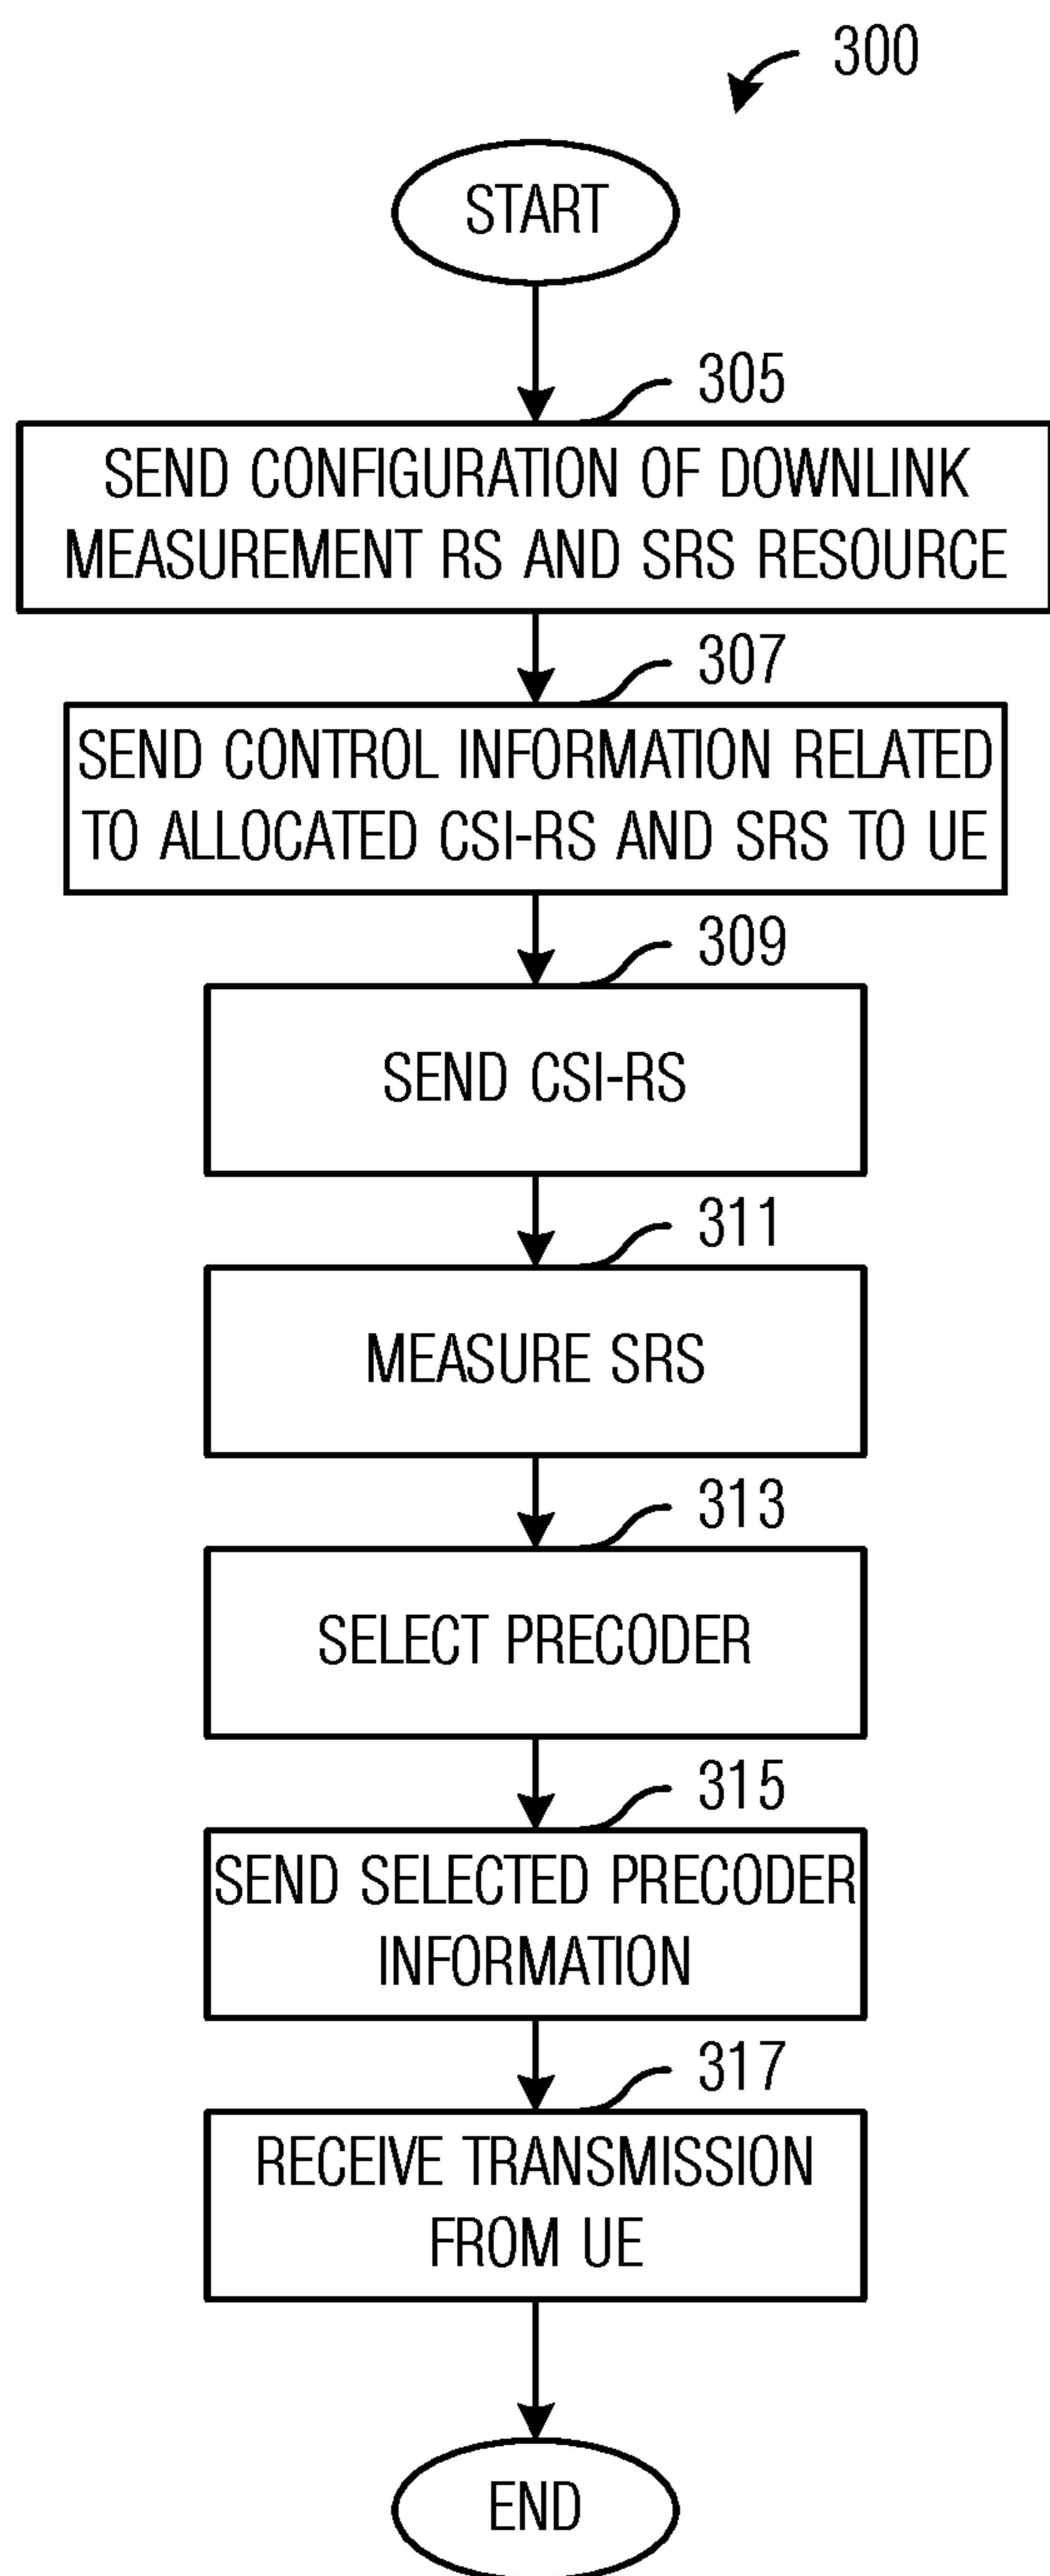 300
START
305
SEND CONFIGURATION OF DOWNLINK
MEASUREMENT RS AND SRS RESOURCE
307
SEND CONTROL INFORMATION RELATED
TO ALLOCATED CSI-RS AND SRS TO UE
309
SEND CSI-RS
311
MEASURE SRS
313
SELECT PRECODER
315
SEND SELECTED PRECODER
INFORMATION
317
RECEIVE TRANSMISSION
FROM UE
END